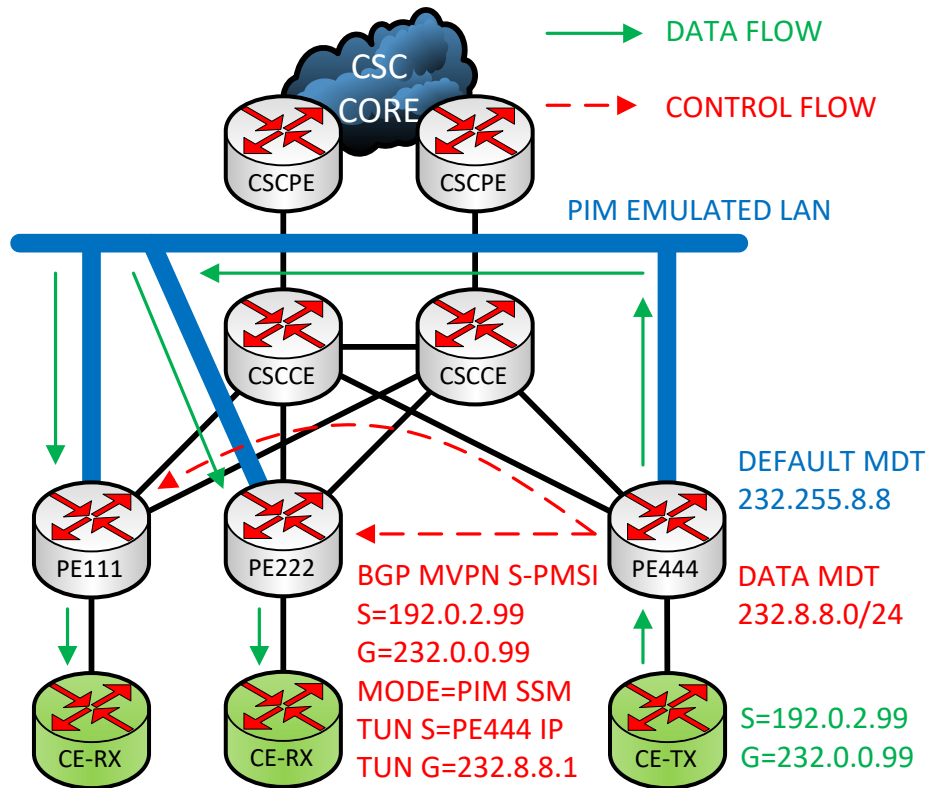 DATA FLOW
CONTROL FLOW
CSC
CORE
CSCPE
CSCPE
PIM EMULATED LAN
CSCCE
CSCCE
DEFAULT MDT
232.255.8.8
PE111
PE222
PE444
DATA MDT
232.8.8.0/24
BGP MVPN S-PMSI
S=192.0.2.99
G=232.0.0.99
MODE=PIM SSM
TUN S=PE444 IP
TUN G=232.8.8.1
CE-RX
CE-RX
CE-TX
S=192.0.2.99
G=232.0.0.99